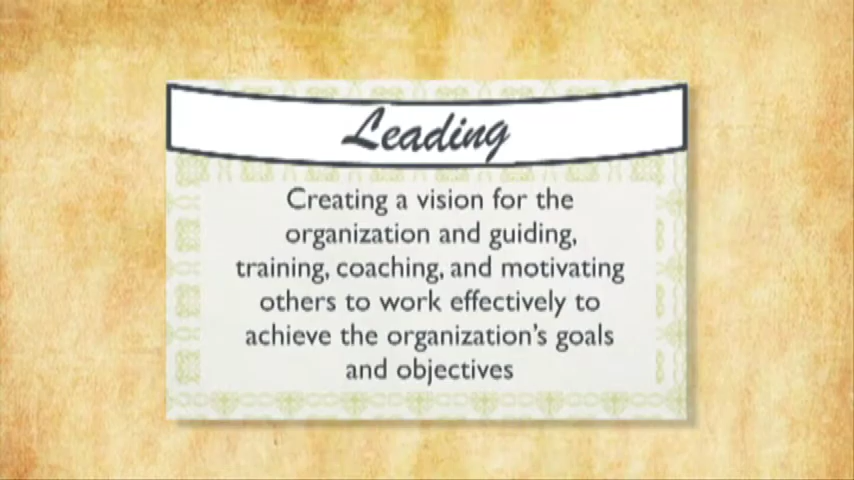 Leading
Creating a vision for the
organization and guiding,
training, coaching, and motivating
others to work effectively to
achieve the organization's goals
and objectives